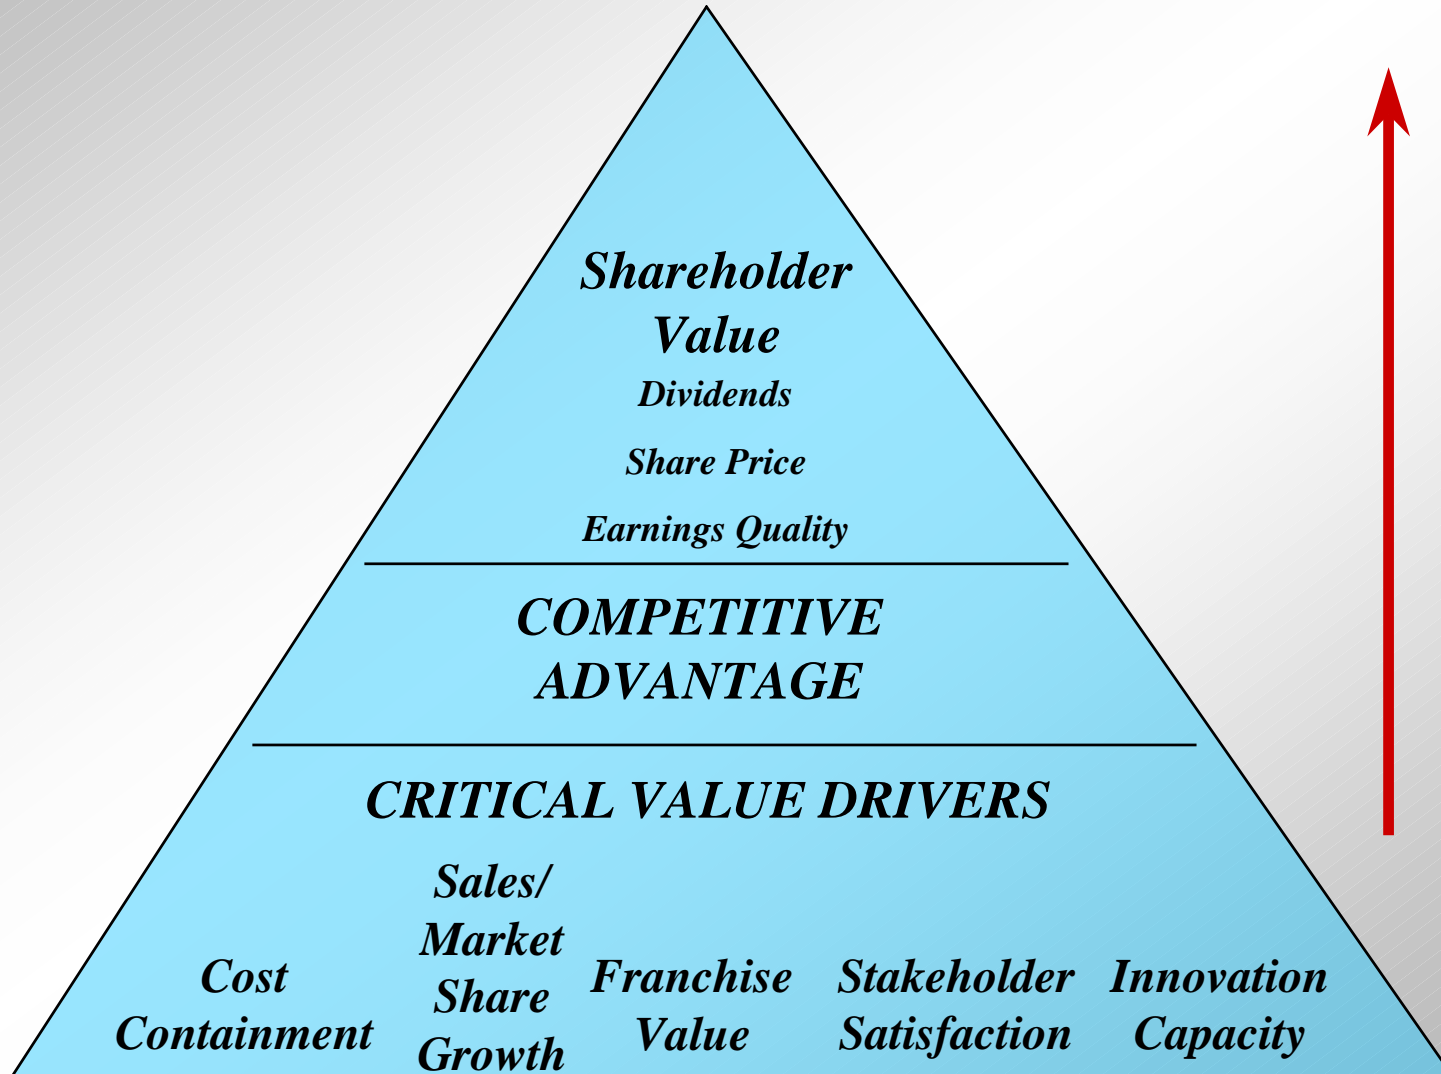 Shareholder
Value
Dividends
Share Price
Earnings Quality
COMPETITIVE
ADVANTAGE
CRITICAL VALUE DRIVERS
Cost
Containment
Sales/
Market
Share
Growth
Franchise
Value
Stakeholder
Satisfaction
Innovation
Capacity